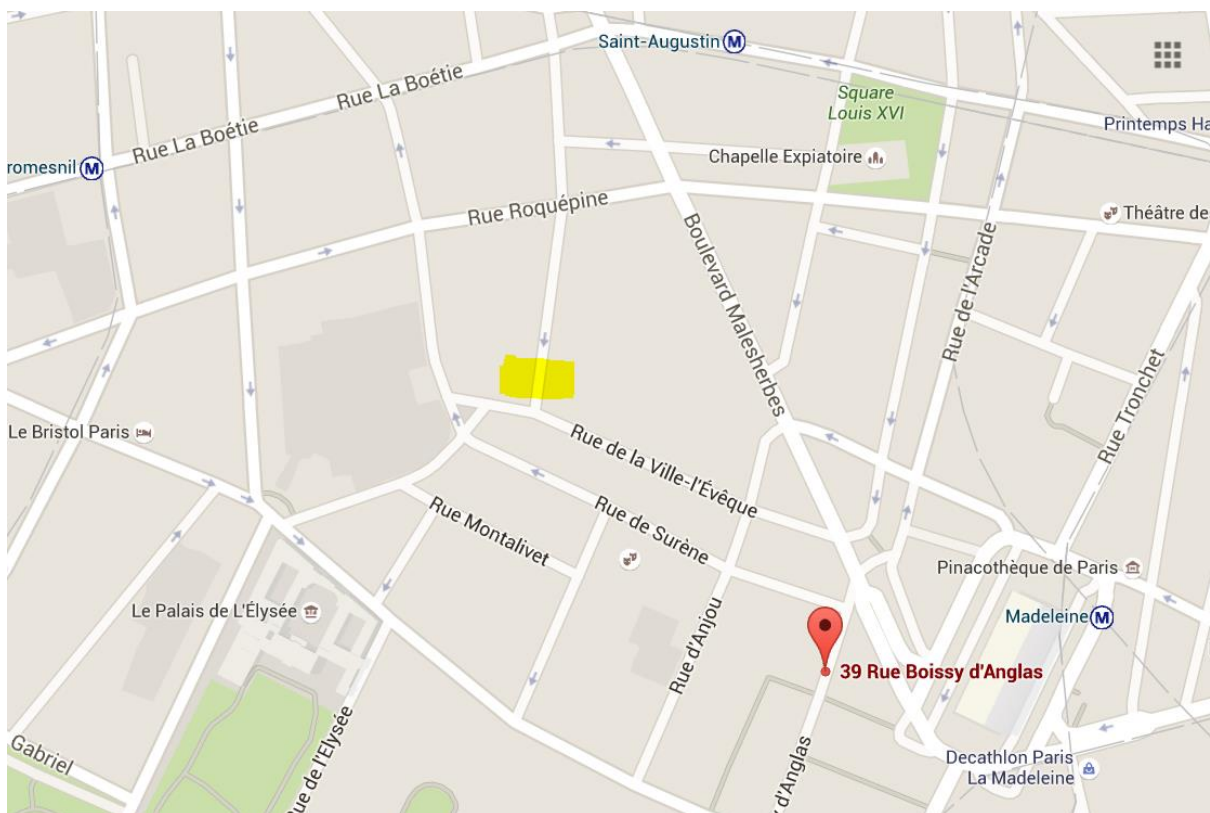 Saint-Augustin M
Square
Louis XVI
Printemps Ha
Rue La Boétie
Rue La Boétie
romesnil M
Chapelle Expiatoire
Rue Roquépine
Théâtre de
Boulevard Malesherbes
Rue de l'Arcade
Rue Tronchet
Le Bristol Paris
Rue de la Ville-l'Évêque
Rue de Surène
Rue Montalivet
Pinacothèque de Paris
Le Palais de L'Élysée
Madeleine M
Rue d'Anjou
39 Rue Boissy d'Anglas
Gabriel
Rue de l'Elysée
d'Anglas
Decathlon Paris
La Madeleine